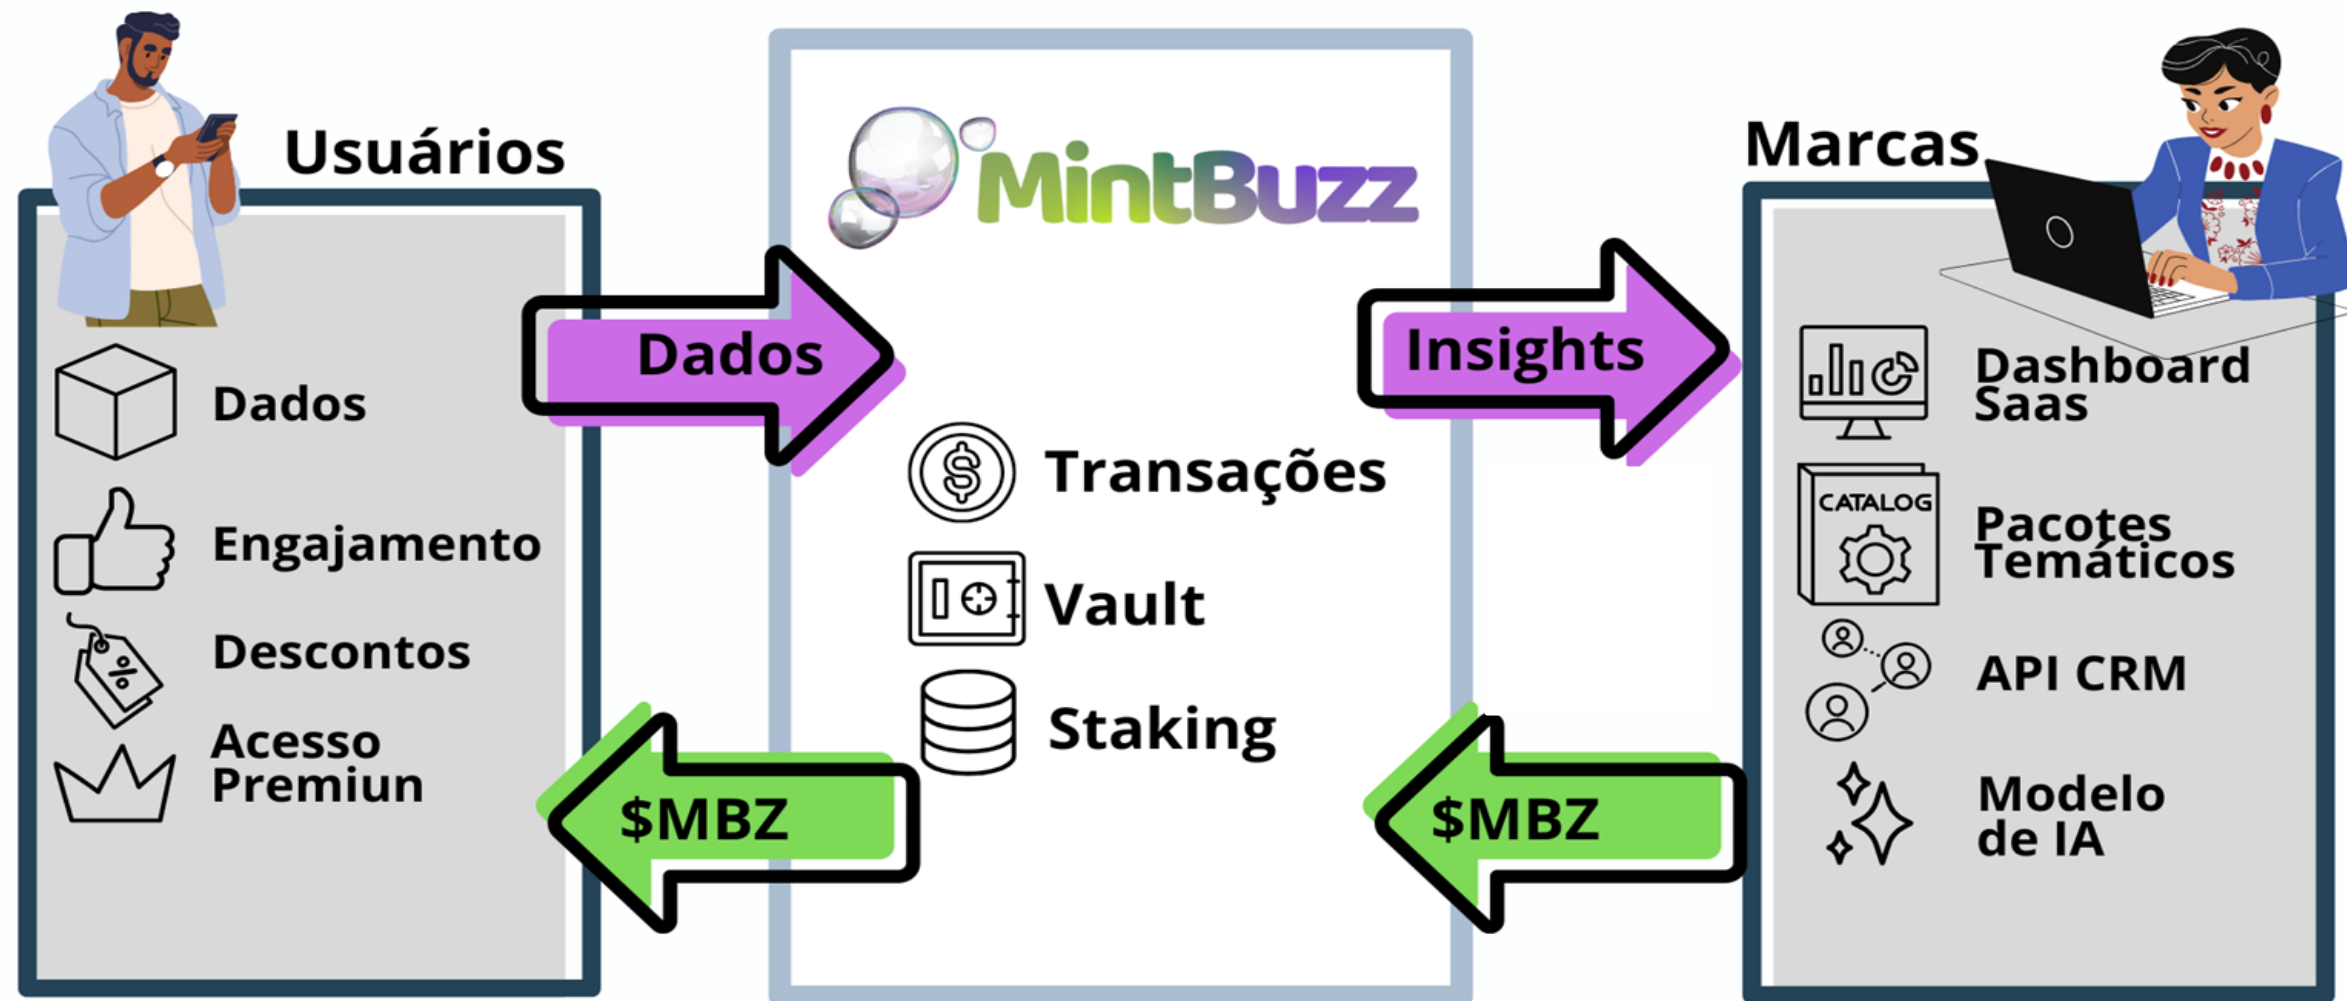 Usuários
Dados
Engajamento
Descontos
Acesso
Premiun
Dados
$MBZ
MintBuzz
Transações
Vault
Staking
Insights
$MBZ
Marcas
Dashboard
Saas
CATALOG
Pacotes
Temáticos
API CRM
Modelo
de IA